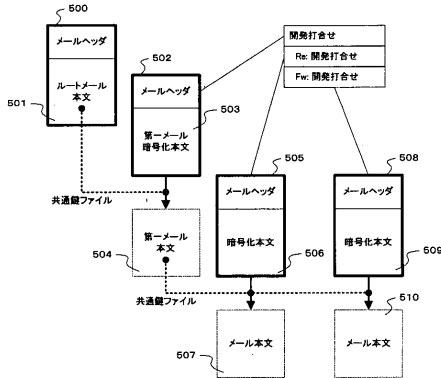 500
メールヘッダ
ルートメール
本文
501
502
メールヘッダ
503
第一メール
暗号化本文
開発打合せ
Re: 開発打合せ
Fw: 開発打合せ
共通鍵ファイル
第一メール
本文
504
505
メールヘッダ
暗号化本文
506
508
メールヘッダ
暗号化本文
509
共通鍵ファイル
メール本文
507
510
メール本文